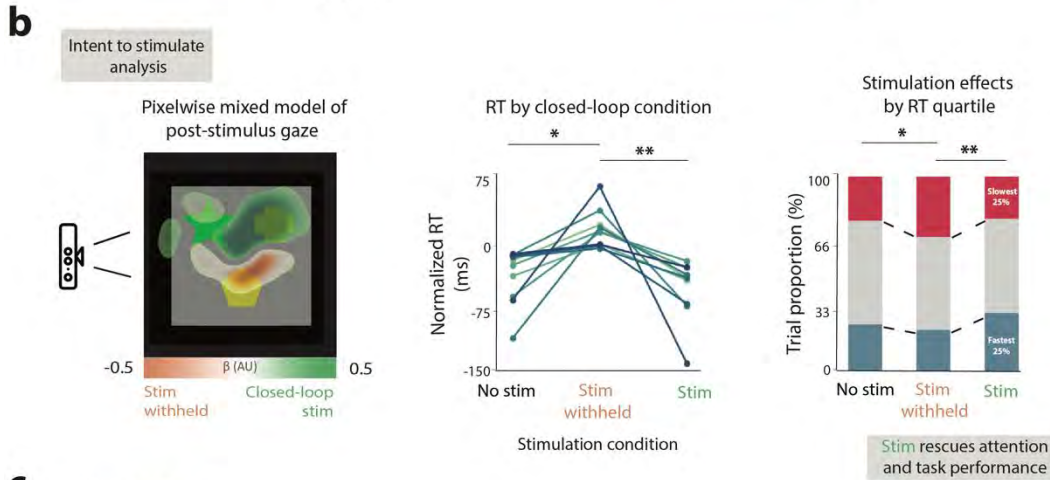 b
Intent to stimulate
analysis
Pixelwise mixed model of
post-stimulus gaze
-0.5
β (AU)
0.5
Stim
withheld
Closed-loop
stim
RT by closed-loop condition
*
**
Normalized RT
(ms)
75
0
-75
-150
No stim
Stim
withheld
Stim
Stimulation condition
Stimulation effects
by RT quartile
*
**
Trial proportion (%)
100
66
33
0
Slowest
25%
Fastest
25%
No stim
Stim
withheld
Stim
Stim rescues attention
and task performance